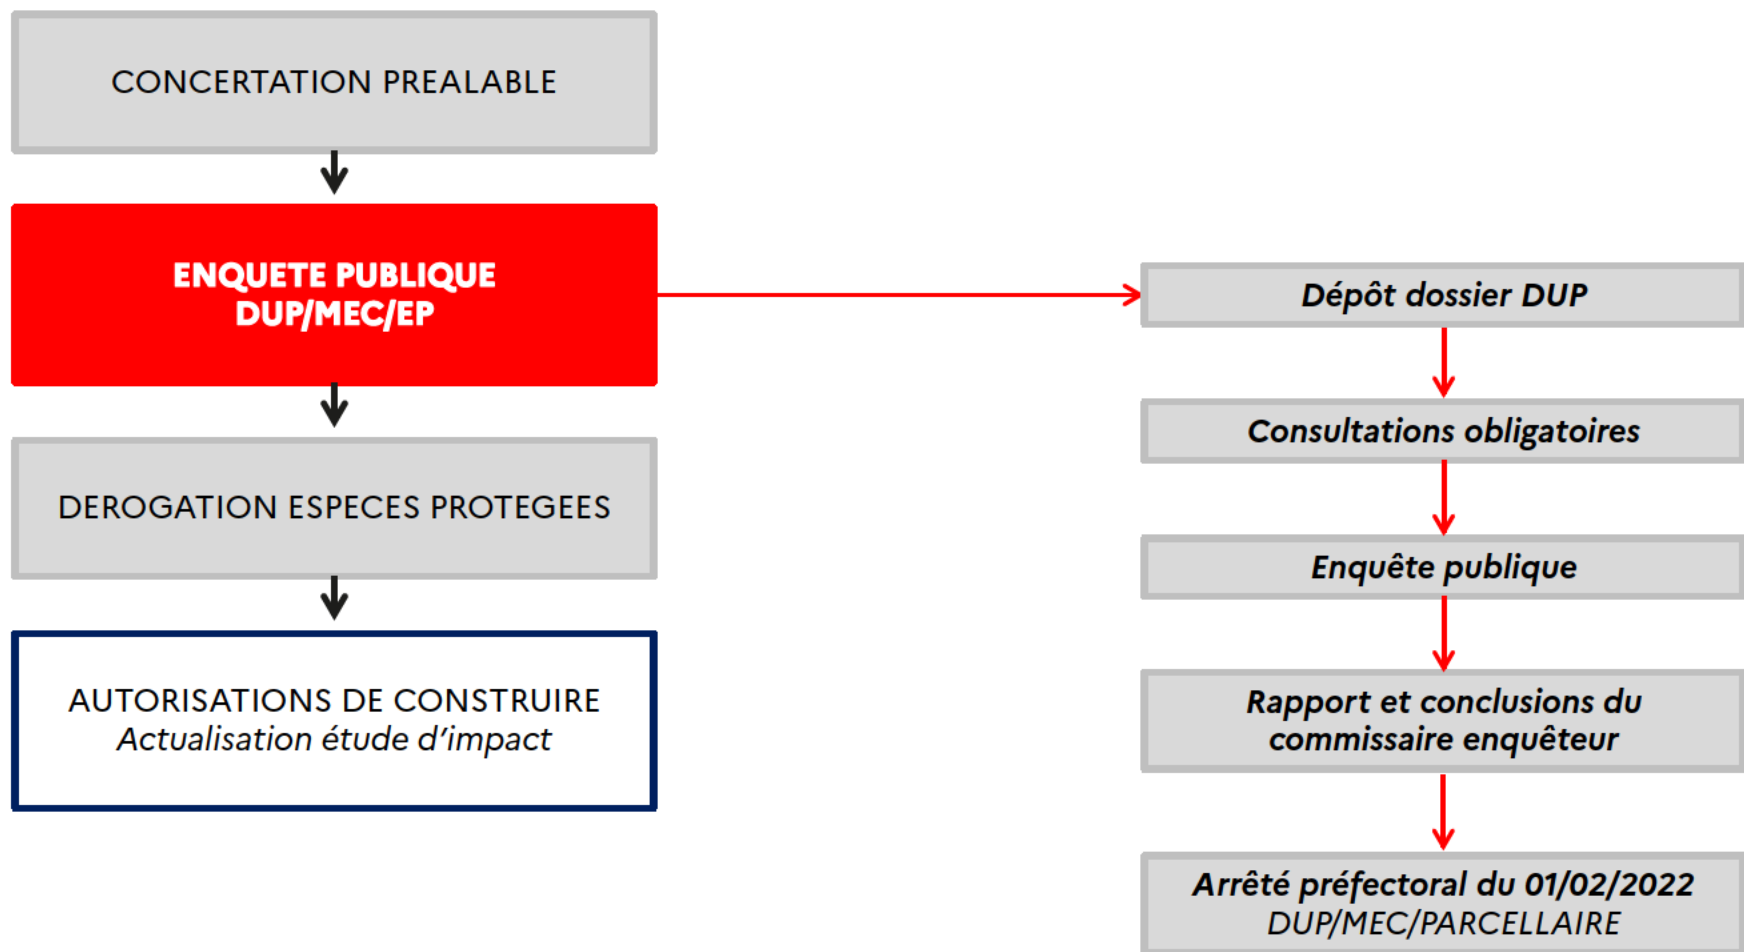 CONCERTATION PREALABLE
ENQUETE PUBLIQUE
DUP/MEC/EP
DEROGATION ESPECES PROTEGEES
AUTORISATIONS DE CONSTRUIRE
Actualisation étude d'impact
Dépôt dossier DUP
Consultations obligatoires
Enquête publique
Rapport et conclusions du
commissaire enquêteur
Arrêté préfectoral du 01/02/2022
DUP/MEC/PARCELLAIRE